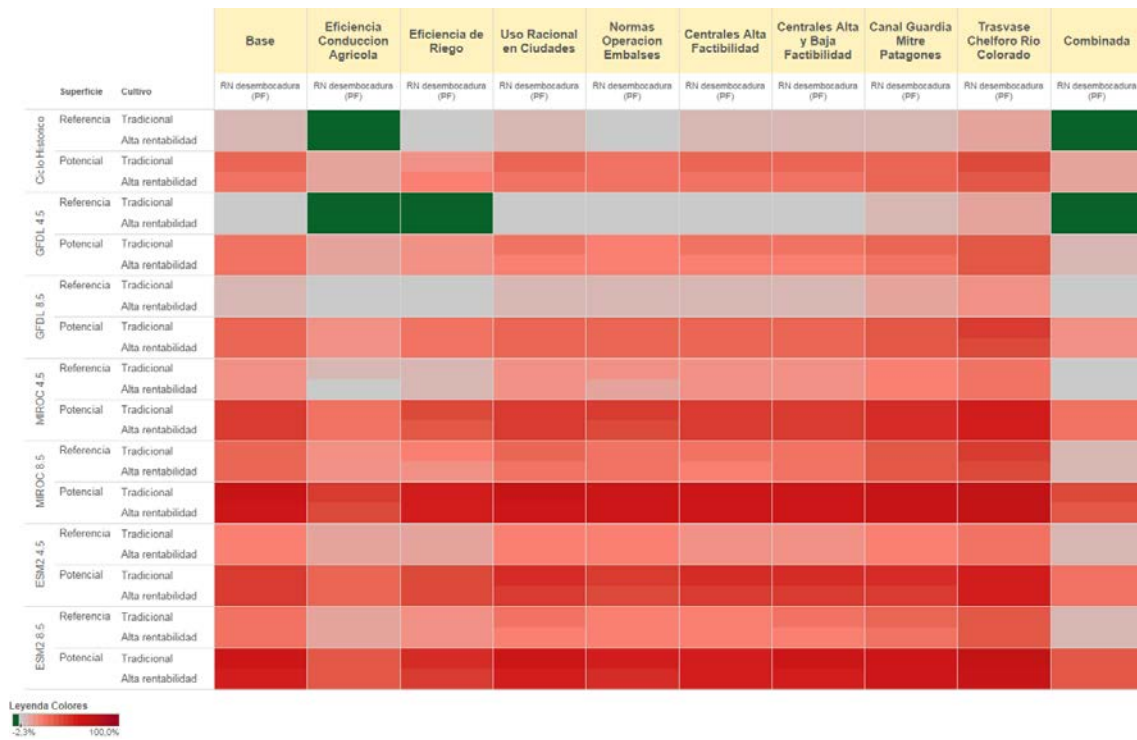 Base
Eficiencia Conduccion Agricola
Eficiencia de Riego
Uso Racional en Ciudades
Normas Operacion Embalses
Centrales Alta Factibilidad
Centrales Alta y Baja Factibilidad
Canal Guardia Mitre Patagones
Trasvase Chelforo Rio Colorado
Combinada
Superficie Cultivo
RN desembocadura (PF)
RN desembocadura (PF)
RN desembocadura (PF)
RN desembocadura (PF)
RN desembocadura (PF)
RN desembocadura (PF)
RN desembocadura (PF)
RN desembocadura (PF)
RN desembocadura (PF)
RN desembocadura (PF)
Ciclo Historico
Referencia Tradicional
Alta rentabilidad
Potencial Tradicional
Alta rentabilidad
GFDL 4.5
Referencia Tradicional
Alta rentabilidad
Potencial Tradicional
Alta rentabilidad
GFDL 8.5
Referencia Tradicional
Alta rentabilidad
Potencial Tradicional
Alta rentabilidad
MIROC 4.5
Referencia Tradicional
Alta rentabilidad
Potencial Tradicional
Alta rentabilidad
MIROC 8.5
Referencia Tradicional
Alta rentabilidad
Potencial Tradicional
Alta rentabilidad
ESM2 4.5
Referencia Tradicional
Alta rentabilidad
Potencial Tradicional
Alta rentabilidad
ESM2 8.5
Referencia Tradicional
Alta rentabilidad
Potencial Tradicional
Alta rentabilidad
Leyenda Colores
-2,3% 100,0%